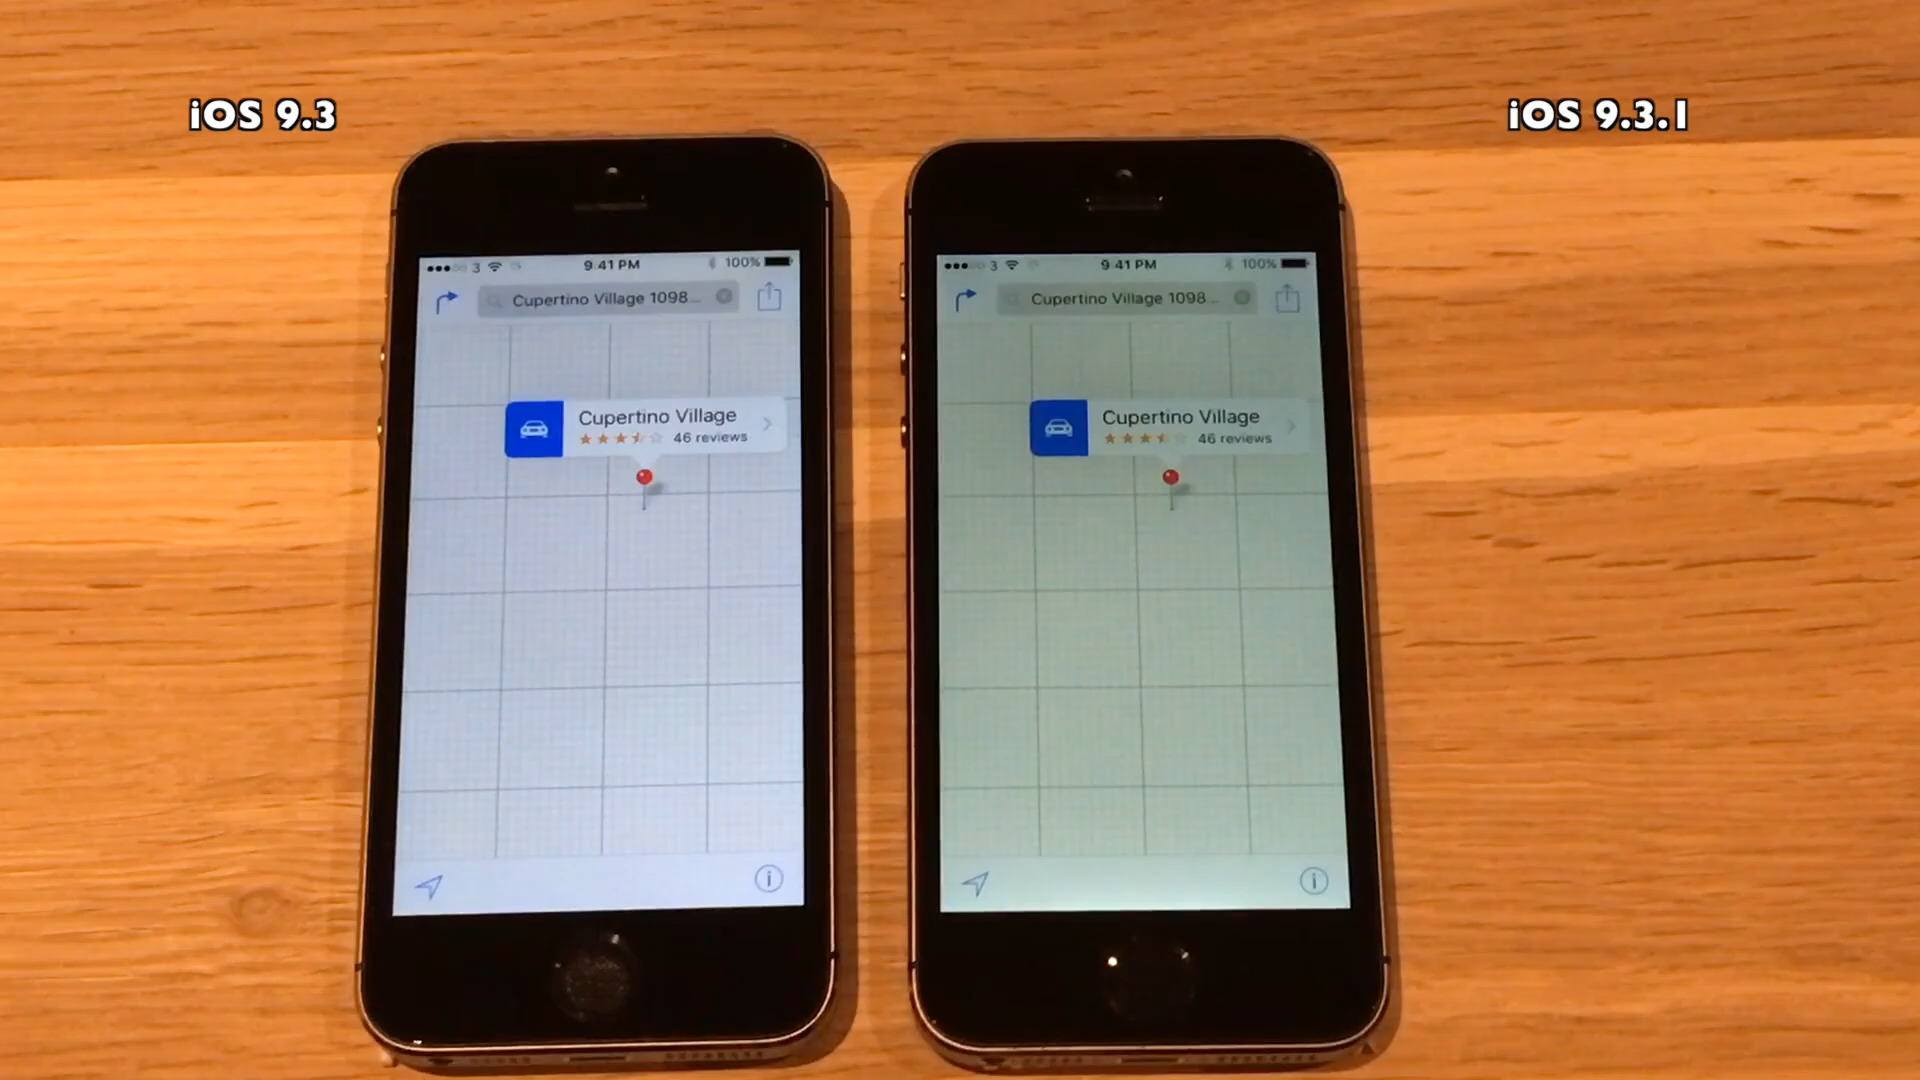 iOS 9.3
iOS 9.3.1
3 9:41 PM 100%
Cupertino Village 1098...
Cupertino Village
46 reviews
3 9:41 PM 100%
Cupertino Village 1098...
Cupertino Village
46 reviews